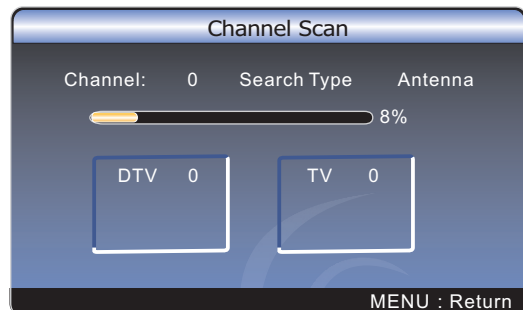 Channel Scan
Channel: 0 Search Type Antenna
8%
DTV 0 TV 0
MENU : Return